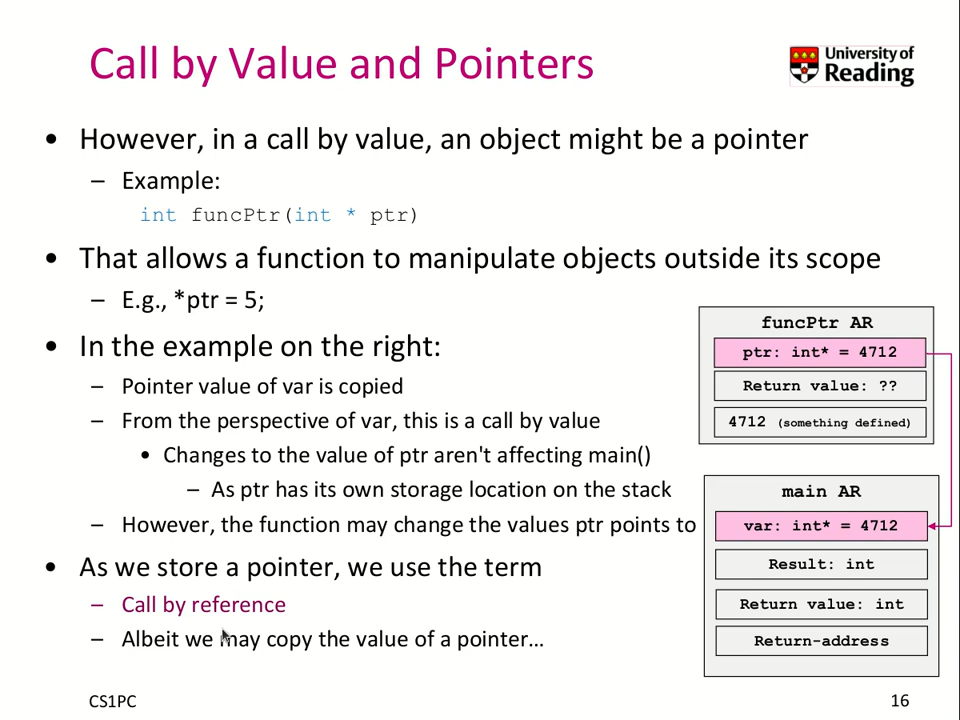 Call by Value and Pointers
University of
Reading
• However, in a call by value, an object might be a pointer
– Example:
int funcPtr(int * ptr)
• That allows a function to manipulate objects outside its scope
– E.g., *ptr = 5;
• In the example on the right:
– Pointer value of var is copied
– From the perspective of var, this is a call by value
• Changes to the value of ptr aren't affecting main()
– As ptr has its own storage location on the stack
– However, the function may change the values ptr points to
• As we store a pointer, we use the term
– Call by reference
– Albeit we may copy the value of a pointer…
funcPtr AR
ptr: int* = 4712
Return value: ??
4712 (something defined)
main AR
var: int* = 4712
Result: int
Return value: int
Return-address
CS1PC
16